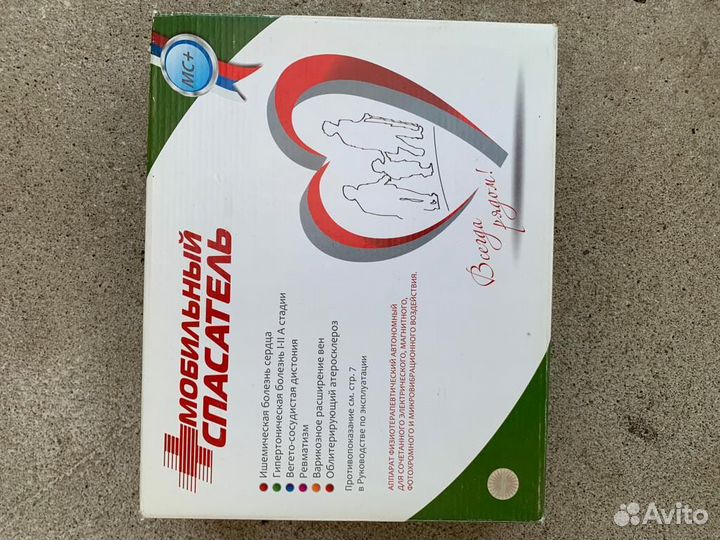 МС+
МОБИЛЬНЫЙ
СПАСАТЕЛЬ
Всегда
рядом!
Ишемическая болезнь сердца
Гипертоническая болезнь I-II А стадии
Вегето-сосудистая дистония
Ревматизм
Варикозное расширение вен
Облитерирующий атеросклероз
Противопоказание см. стр. 7
в Руководстве по эксплуатации
АППАРАТ ФИЗИОТЕРАПЕВТИЧЕСКИЙ АВТОНОМНЫЙ
ДЛЯ СОЧЕТАННОГО ЭЛЕКТРИЧЕСКОГО, МАГНИТНОГО,
ФОТОХРОМНОГО И МИКРОВИБРАЦИОННОГО ВОЗДЕЙСТВИЯ.
Avito